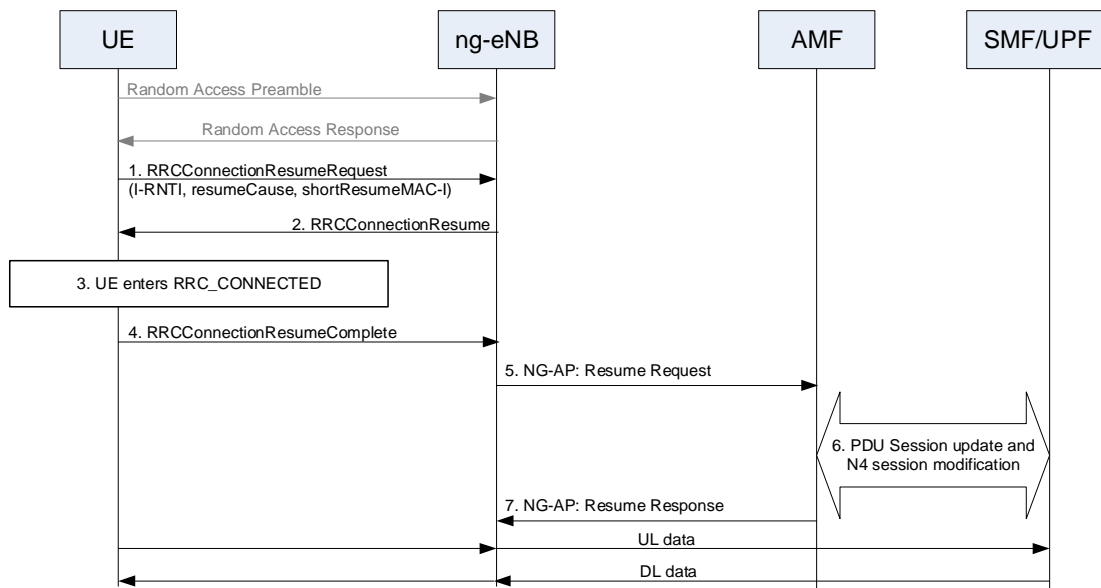 UE
ng-eNB
AMF
SMF/UPF
Random Access Preamble
Random Access Response
1. RRCConnectionResumeRequest
(I-RNTI, resumeCause, shortResumeMAC-I)
2. RRCConnectionResume
3. UE enters RRC_CONNECTED
4. RRCConnectionResumeComplete
5. NG-AP: Resume Request
6. PDU Session update and
N4 session modification
7. NG-AP: Resume Response
UL data
DL data